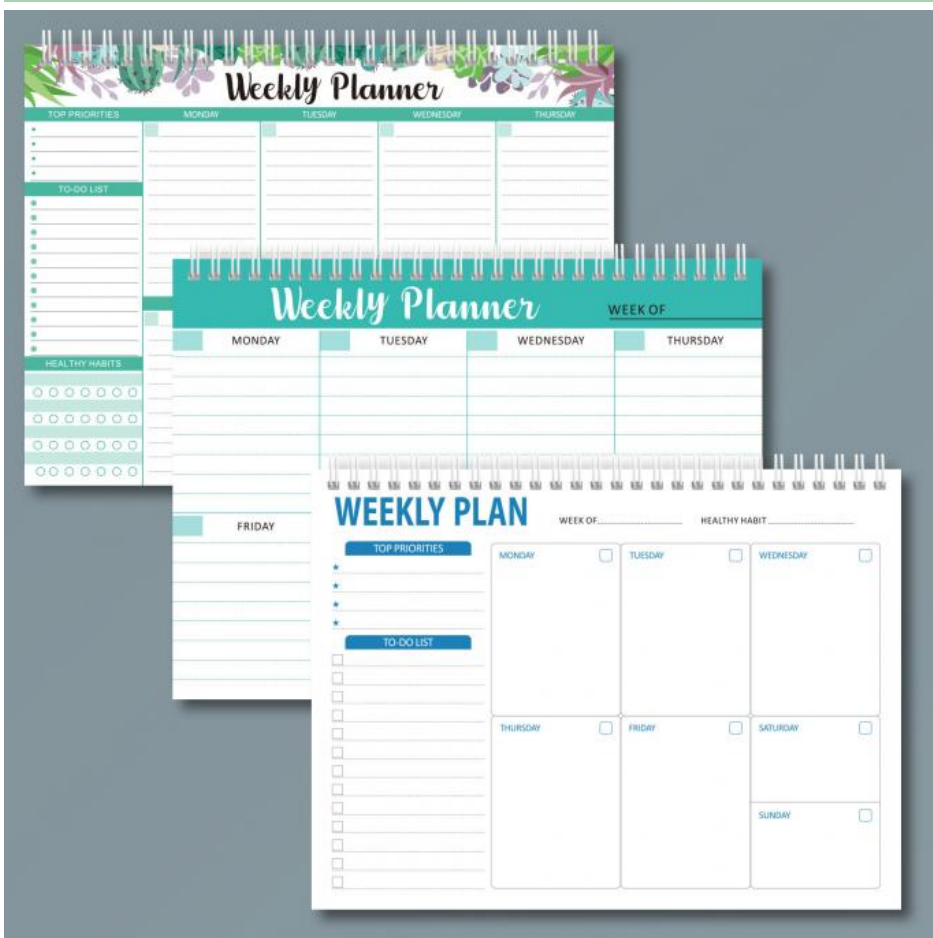 Weekly Planner
TOP PRIORITIES MONDAY TUESDAY WEDNESDAY THURSDAY
TO-DO LIST
HEALTHY HABITS
Weekly Planner WEEK OF
MONDAY TUESDAY WEDNESDAY THURSDAY
FRIDAY
WEEKLY PLAN WEEK OF HEALTHY HABIT
TOP PRIORITIES
MONDAY TUESDAY WEDNESDAY
TO-DO LIST
THURSDAY FRIDAY SATURDAY
SUNDAY